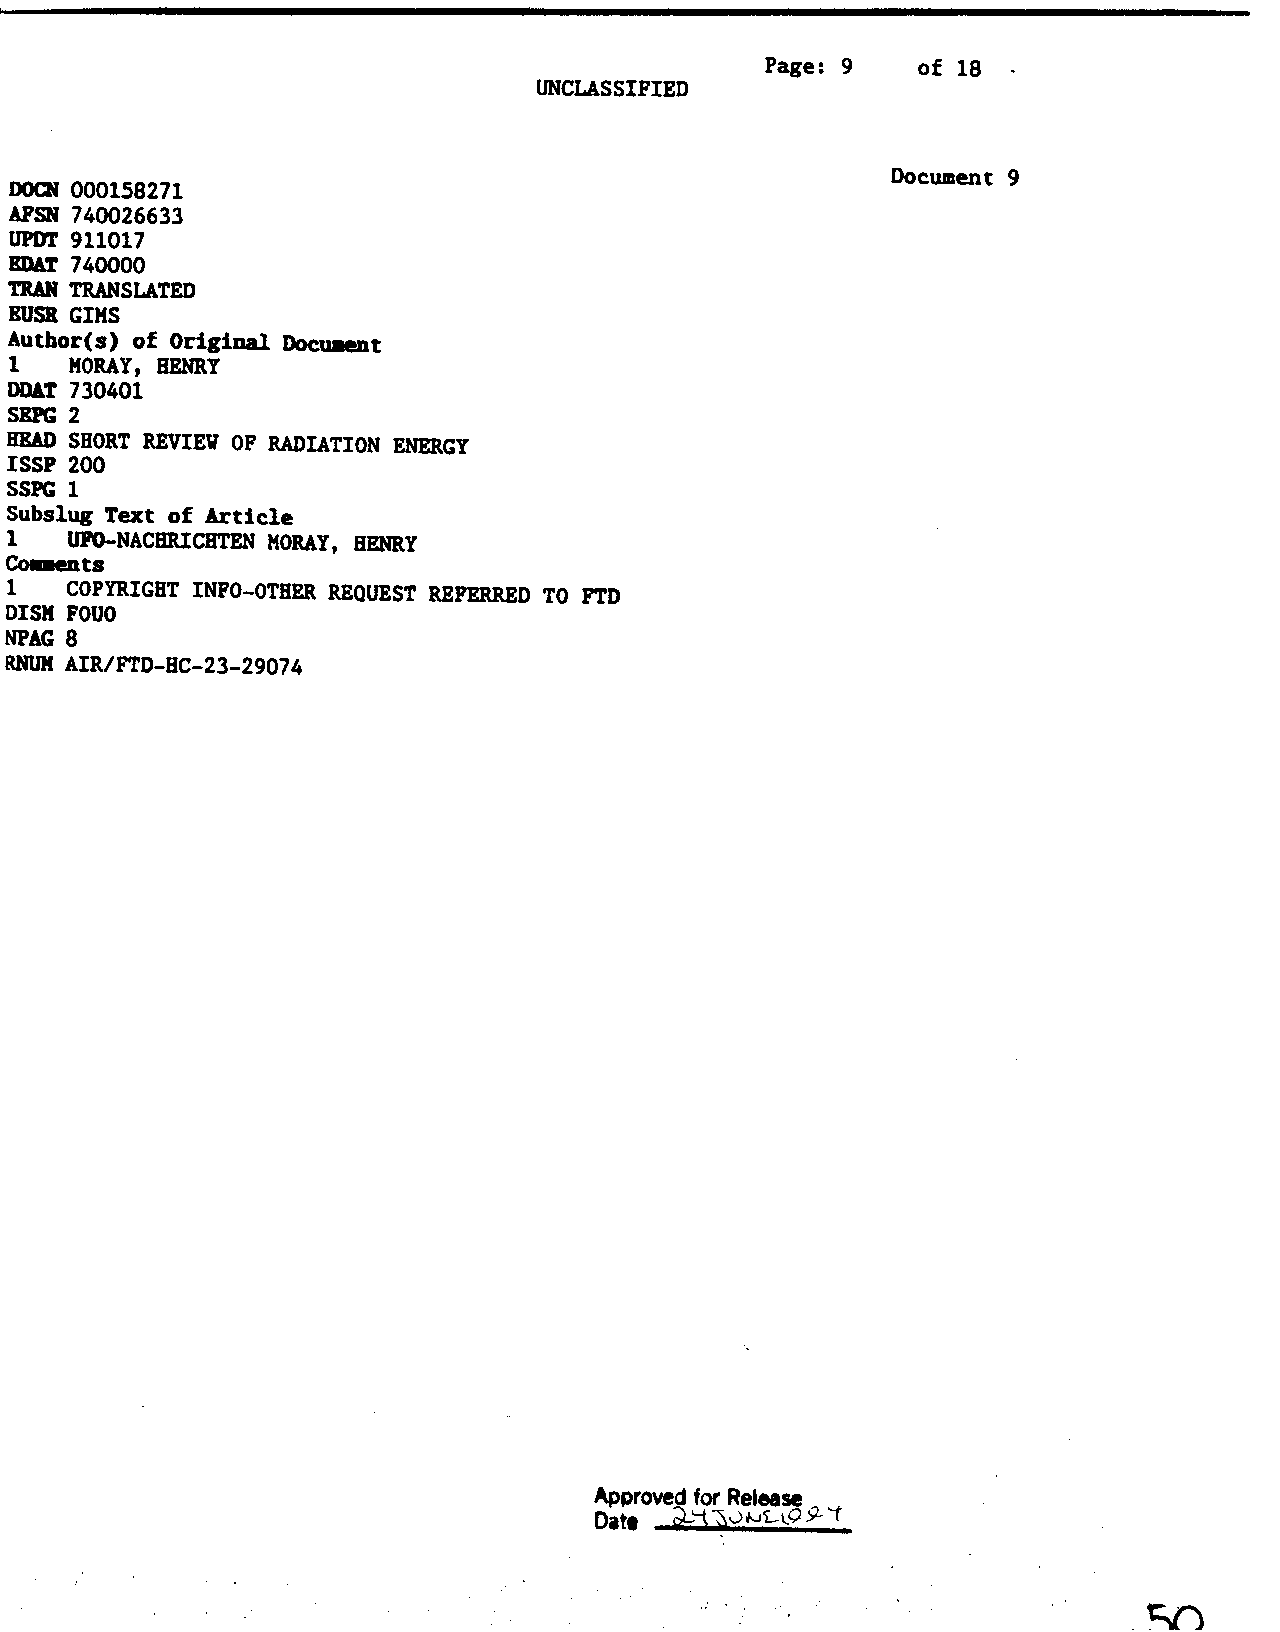 Page: 9 of 18
UNCLASSIFIED
Document 9
DOCN 000158271
AFSN 740026633
UPDT 911017
EDAT 740000
TRAN TRANSLATED
EUSR GIMS
Author(s) of Original Document
1 MORAY, HENRY
DDAT 730401
SEPG 2
HEAD SHORT REVIEW OF RADIATION ENERGY
ISSP 200
SSPG 1
Subslug Text of Article
1 UFO-NACHRICHTEN MORAY, HENRY
Comments
1 COPYRIGHT INFO-OTHER REQUEST REFERRED TO FTD
DISM FOUO
NPAG 8
RNUM AIR/FTD-HC-23-29074
Approved for Release
Date 24 JUNE 1994
50